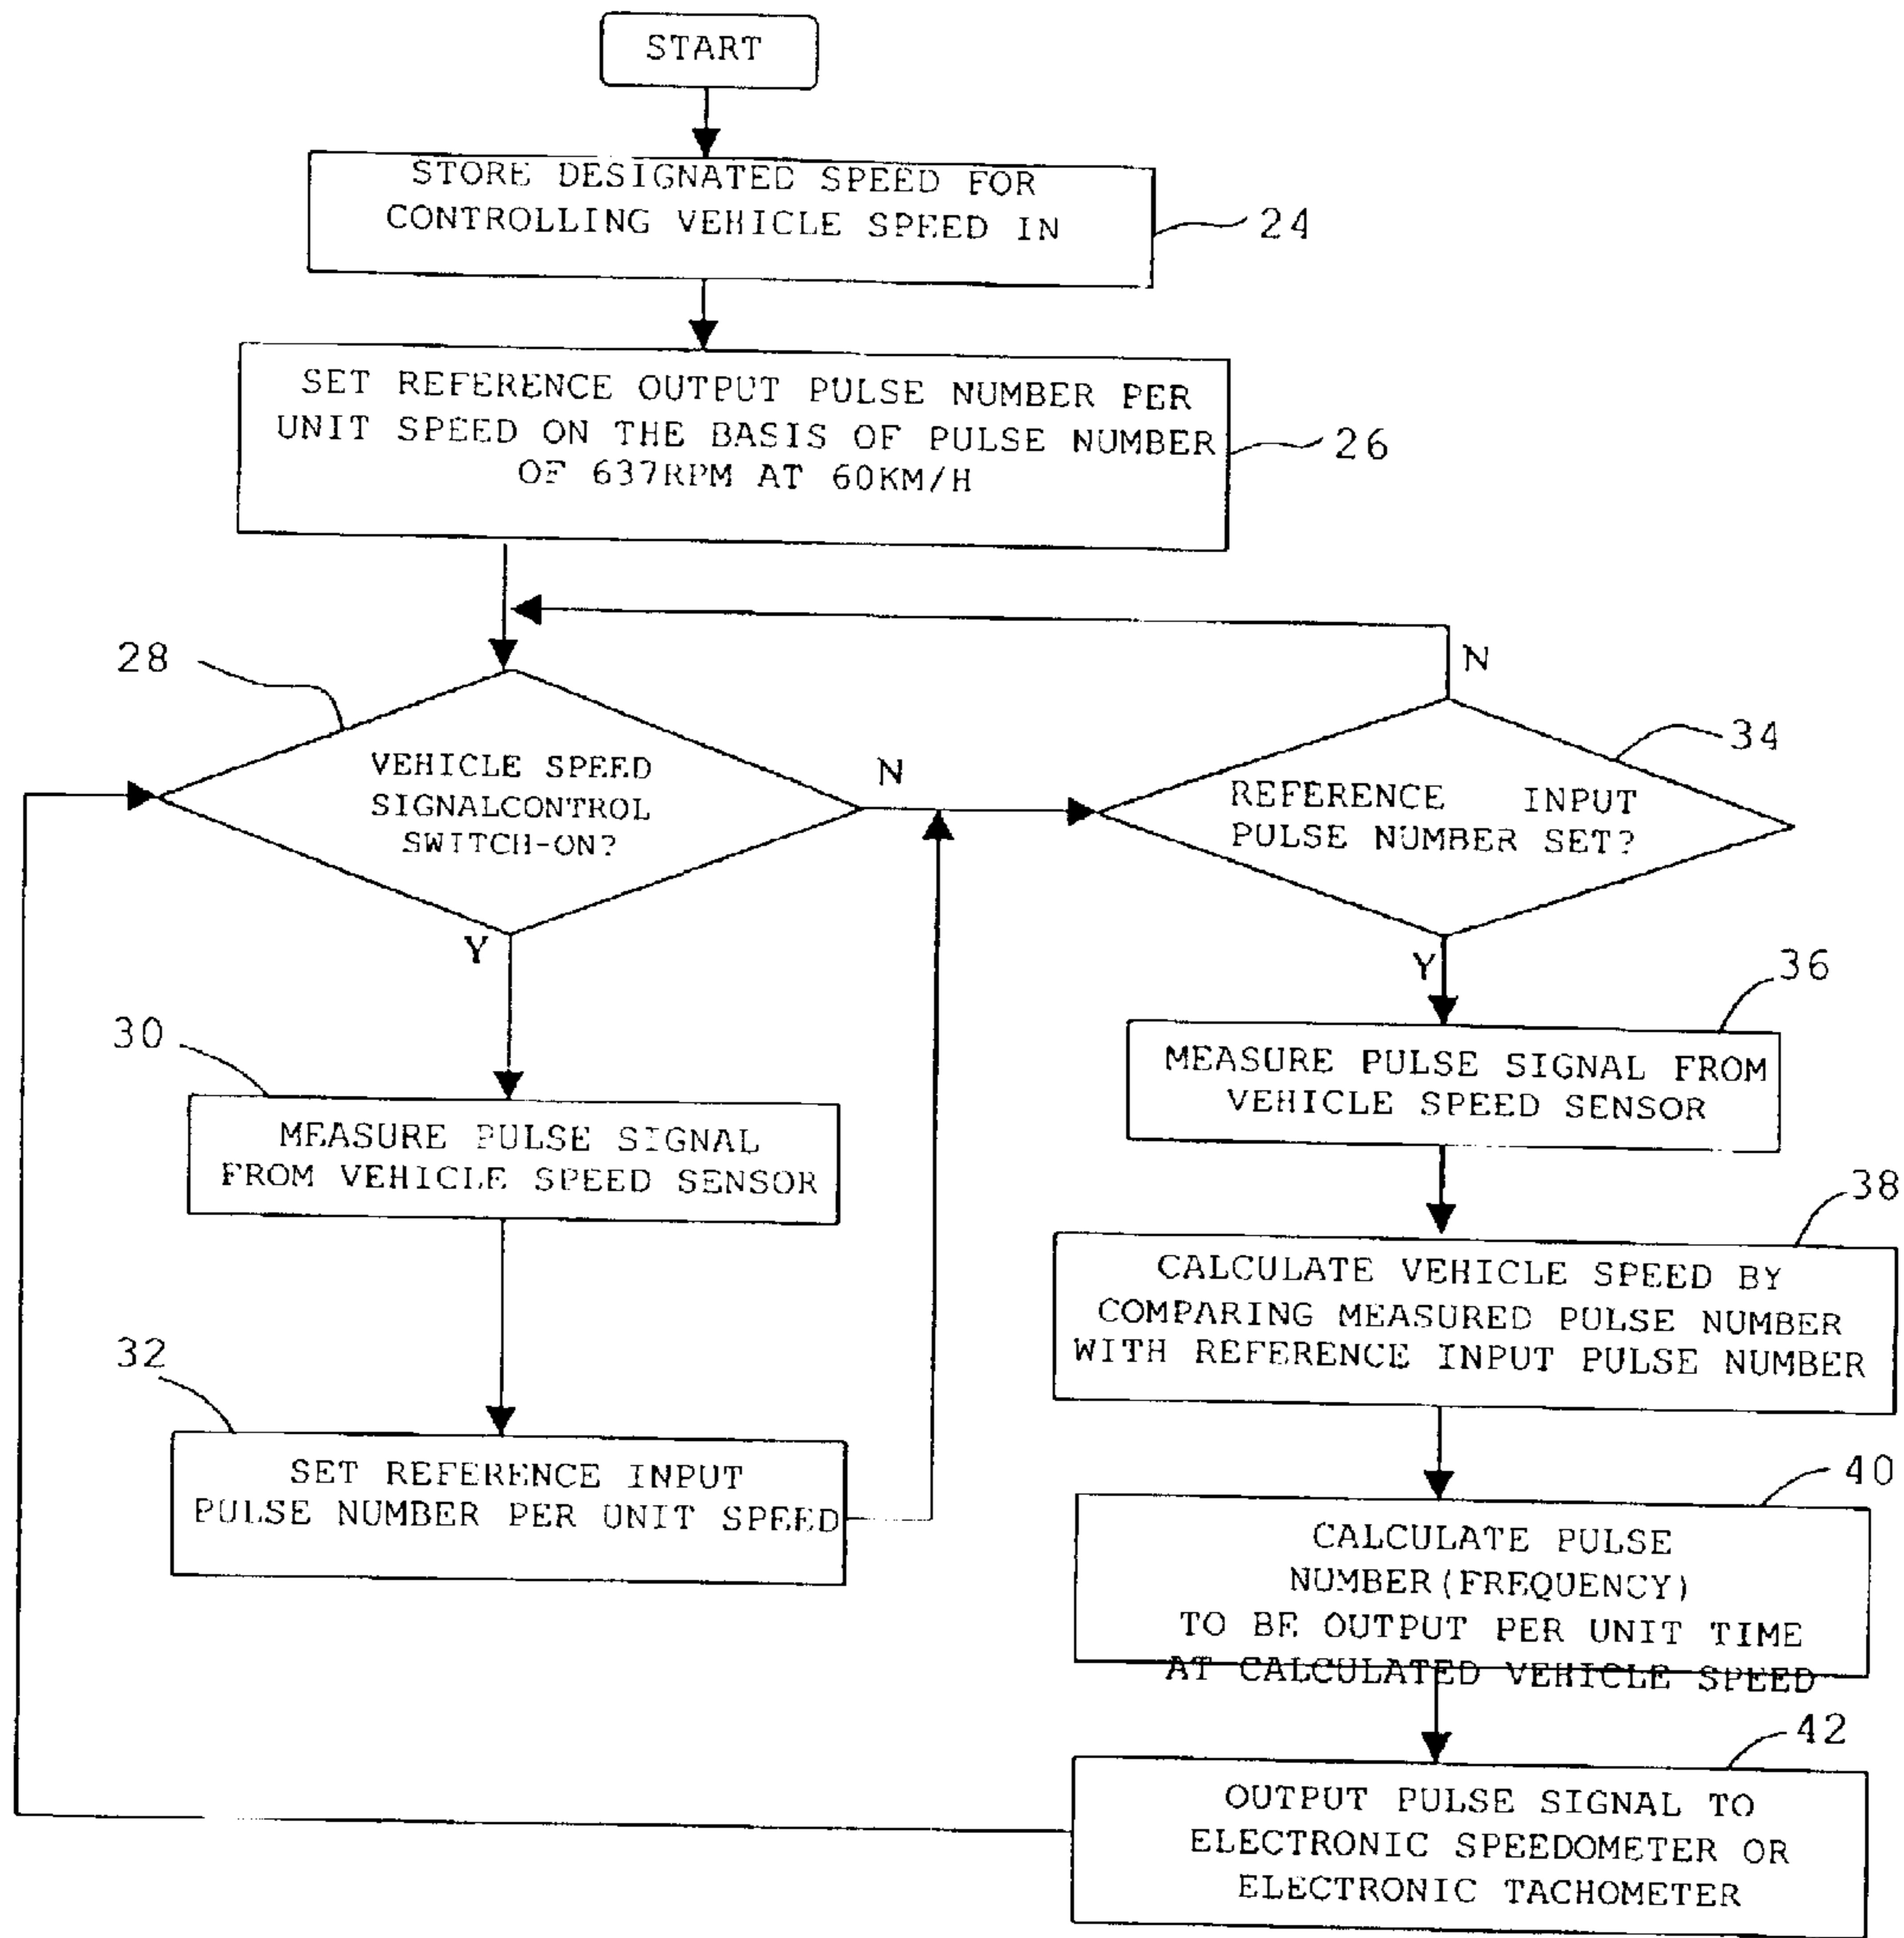 START
STORE DESIGNATED SPEED FOR
CONTROLLING VEHICLE SPEED IN
24
SET REFERENCE OUTPUT PULSE NUMBER PER
UNIT SPEED ON THE BASIS OF PULSE NUMBER
OF 637RPM AT 60KM/H
26
28
VEHICLE SPEED
SIGNALCONTROL
SWITCH-ON?
N
Y
N
34
REFERENCE INPUT
PULSE NUMBER SET?
Y
30
MEASURE PULSE SIGNAL
FROM VEHICLE SPEED SENSOR
32
SET REFERENCE INPUT
PULSE NUMBER PER UNIT SPEED
36
MEASURE PULSE SIGNAL FROM
VEHICLE SPEED SENSOR
38
CALCULATE VEHICLE SPEED BY
COMPARING MEASURED PULSE NUMBER
WITH REFERENCE INPUT PULSE NUMBER
40
CALCULATE PULSE
NUMBER(FREQUENCY)
TO BE OUTPUT PER UNIT TIME
AT CALCULATED VEHICLE SPEED
42
OUTPUT PULSE SIGNAL TO
ELECTRONIC SPEEDOMETER OR
ELECTRONIC TACHOMETER